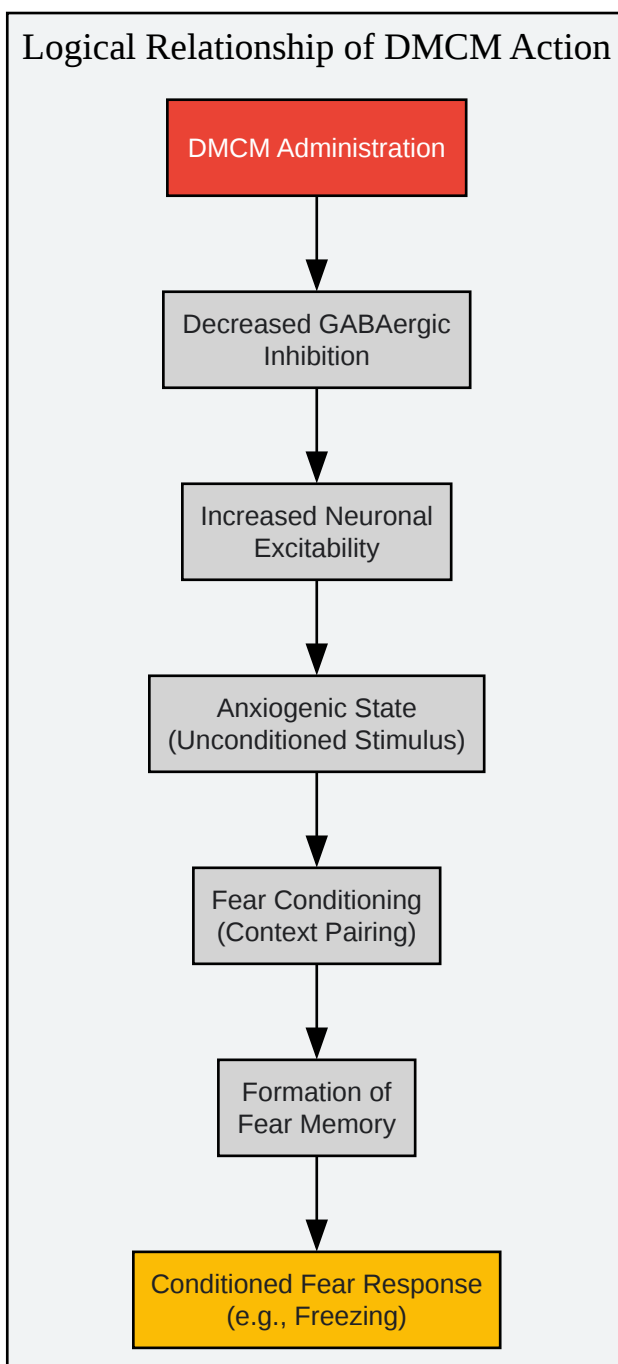 Logical Relationship of DMCM Action
DMCM Administration
Decreased GABAergic
Inhibition
Increased Neuronal
Excitability
Anxiogenic State
(Unconditioned Stimulus)
Fear Conditioning
(Context Pairing)
Formation of
Fear Memory
Conditioned Fear Response
(e.g., Freezing)